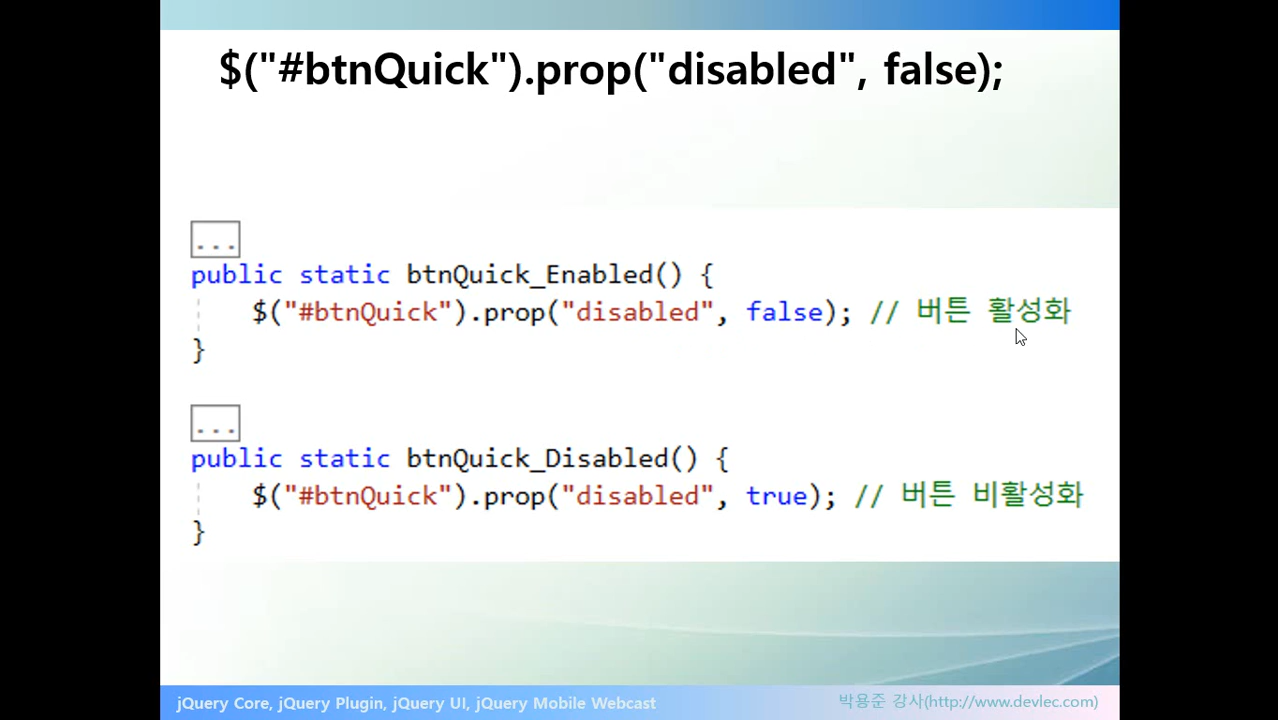 $("#btnQuick").prop("disabled", false);
...
public static btnQuick_Enabled() {
$("#btnQuick").prop("disabled", false); // 버튼 활성화
}
...
public static btnQuick_Disabled() {
$("#btnQuick").prop("disabled", true); // 버튼 비활성화
}
jQuery Core, jQuery Plugin, jQuery UI, jQuery Mobile Webcast
박용준 강사(http://www.devlec.com)